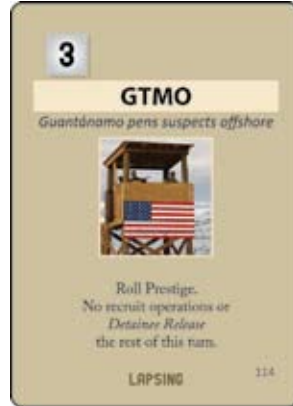 3
GTMO
Guantánamo pens suspects offshore
Roll Prestige.
No recruit operations or
Detainee Release
the rest of this turn.
LAPSING
114